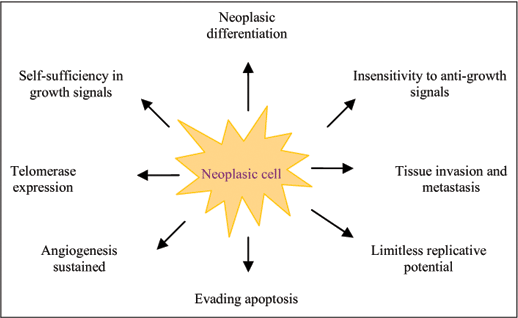 Neoplasic
differentiation
Self-sufficiency in
growth signals
Insensitivity to anti-growth
signals
Telomerase
expression
Neoplasic cell
Tissue invasion and
metastasis
Angiogenesis
sustained
Limitless replicative
potential
Evading apoptosis